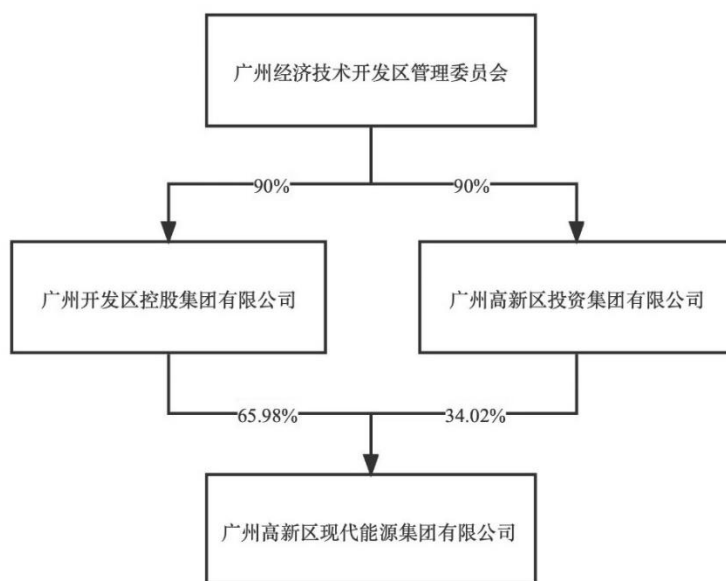 广州经济技术开发区管理委员会
90%
90%
广州开发区控股集团有限公司
广州高新区投资集团有限公司
65.98%
34.02%
广州高新区现代能源集团有限公司